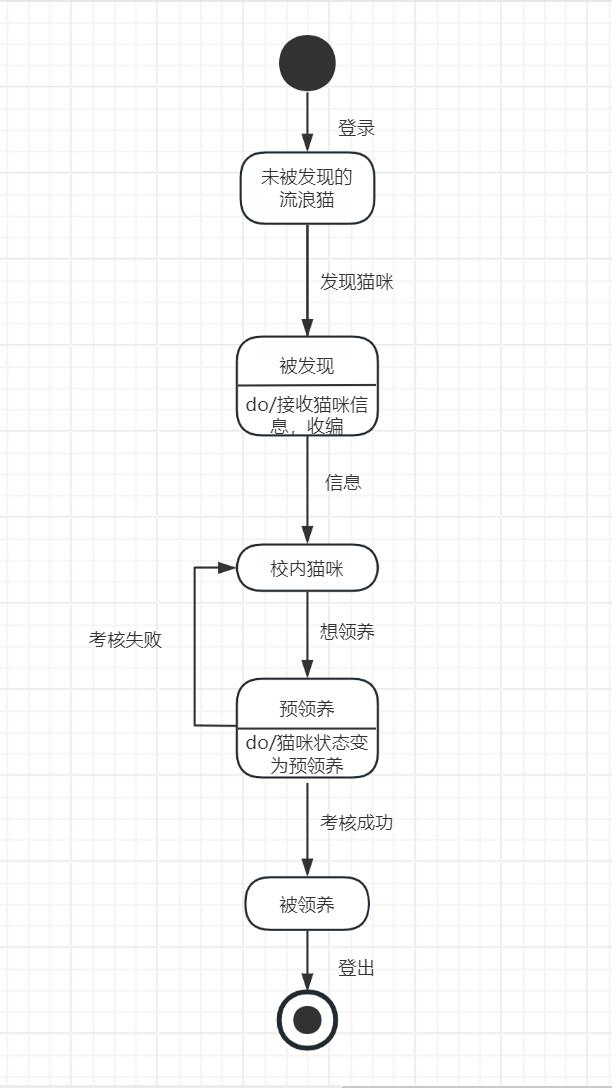 登录
未被发现的
流浪猫
发现猫咪
被发现
do/接收猫咪信
息，收编
信息
校内猫咪
想领养
考核失败
预领养
do/猫咪状态变
为预领养
考核成功
被领养
登出